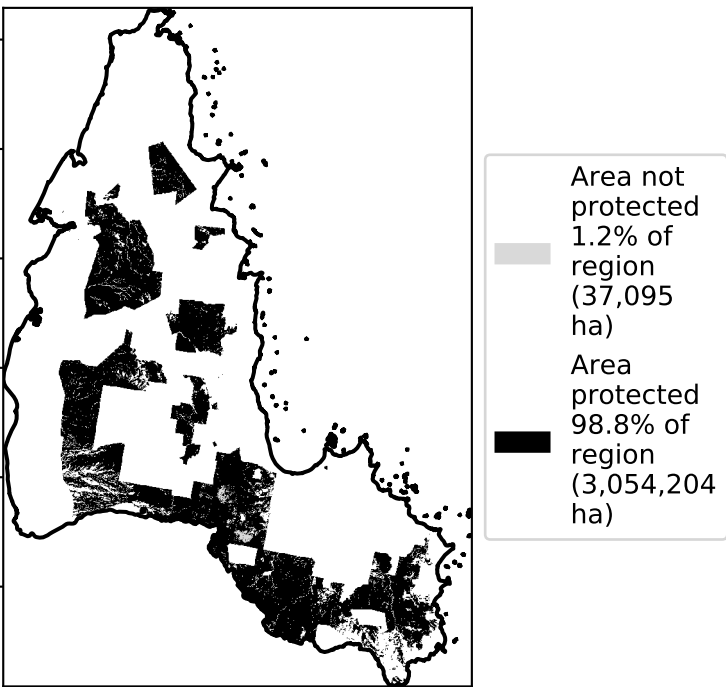 Area not
protected
1.2% of
region
(37,095
ha)
Area
protected
98.8% of
region
(3,054,204
ha)